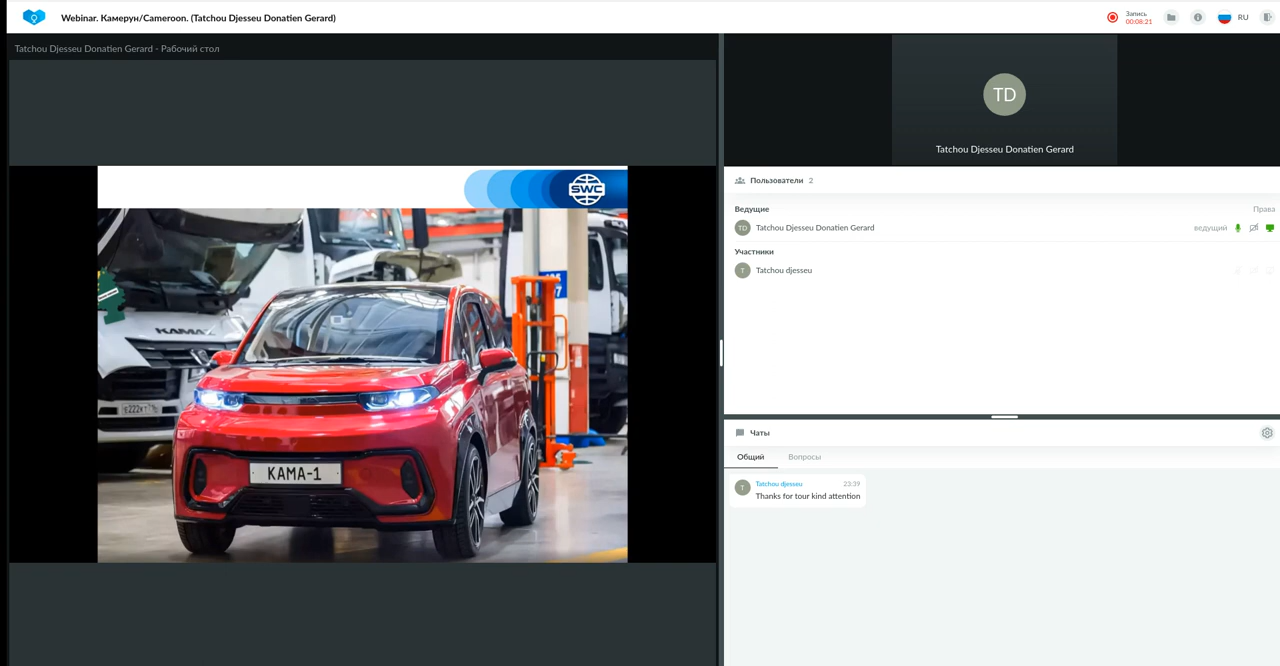 Webinar. Камерун/Cameroon. (Tatchou Djesseu Donatien Gerard)
Запись
00:08:21
RU
Tatchou Djesseu Donatien Gerard - Рабочий стол
SWC
KAMA
E222KT
КАМА-1
TD
Tatchou Djesseu Donatien Gerard
Пользователи 2
Ведущие Права
TD Tatchou Djesseu Donatien Gerard ведущий
Участники
T Tatchou djesseu
Чаты
Общий Вопросы
T Tatchou djesseu 23:39
Thanks for tour kind attention